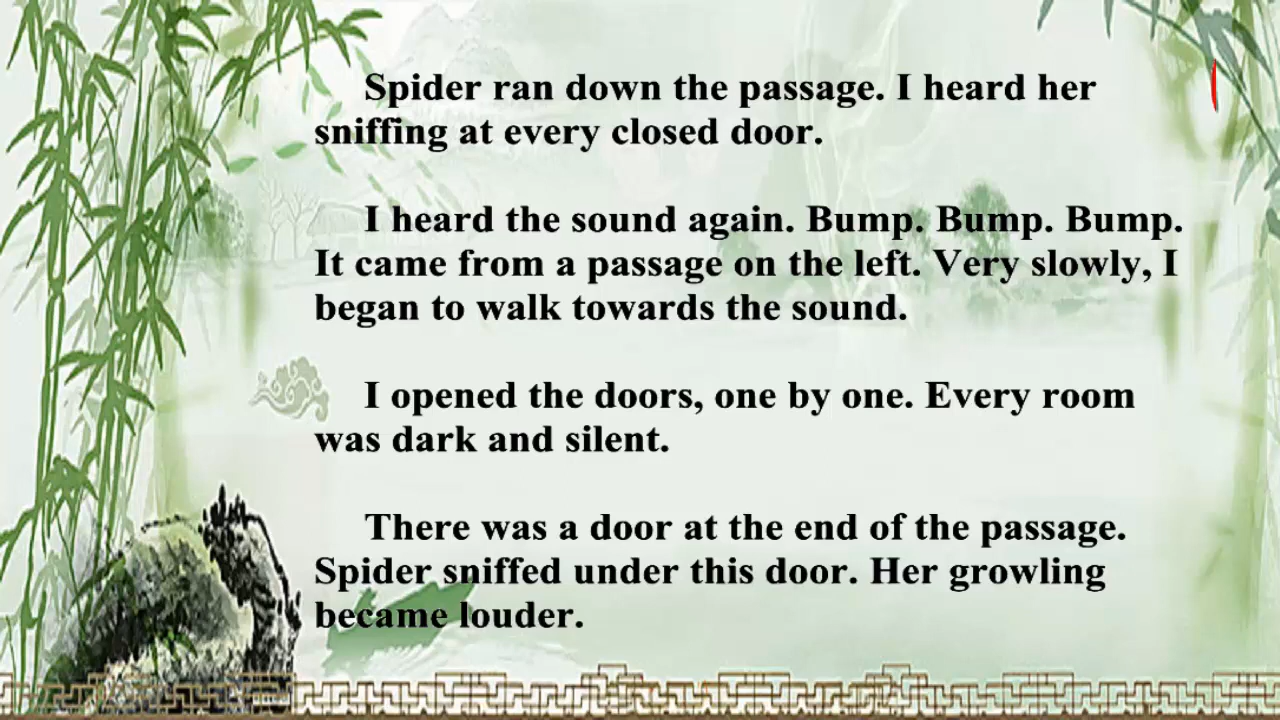 Spider ran down the passage. I heard her
sniffing at every closed door.
I heard the sound again. Bump. Bump. Bump.
It came from a passage on the left. Very slowly, I
began to walk towards the sound.
I opened the doors, one by one. Every room
was dark and silent.
There was a door at the end of the passage.
Spider sniffed under this door. Her growling
became louder.